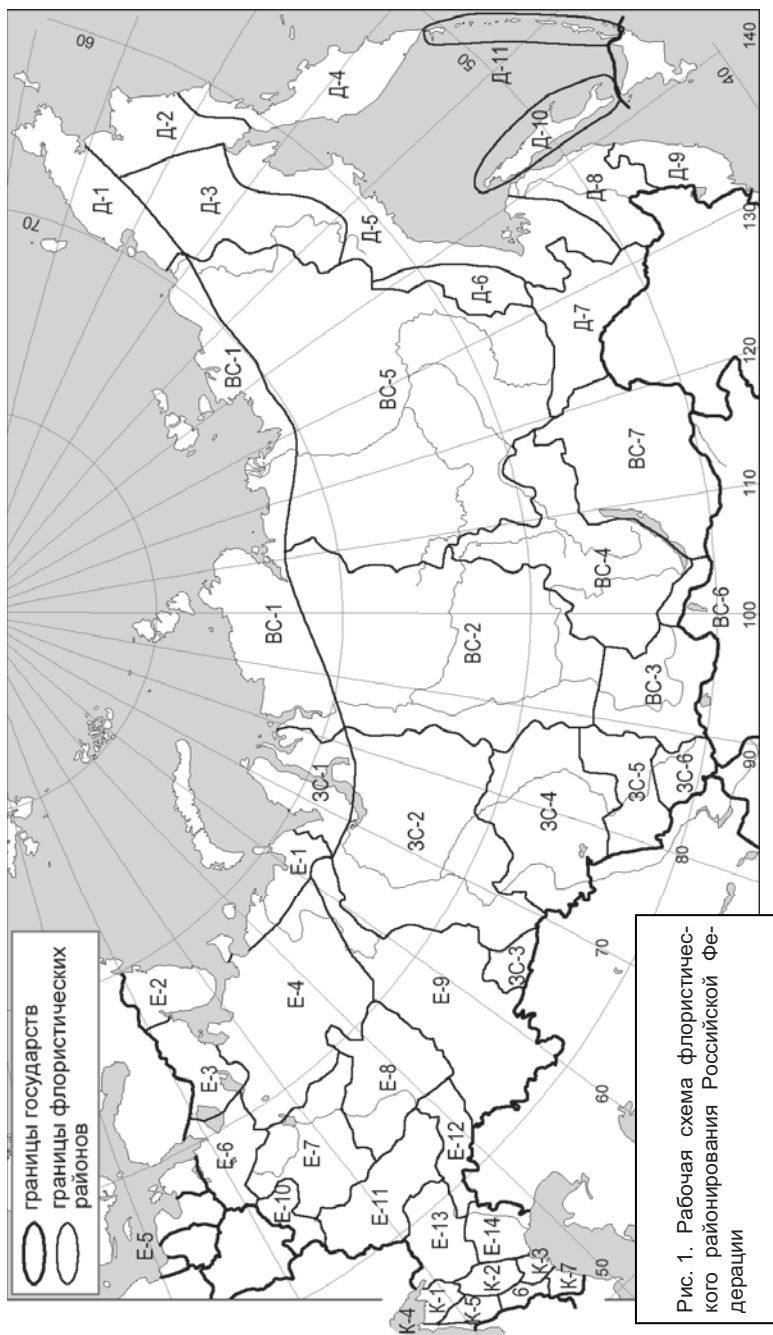 границы государств
границы флористических
районов
60
70
50
40
140
130
120
110
100
90
80
70
60
50
Д-1
Д-2
Д-3
Д-4
Д-5
Д-6
Д-7
Д-8
Д-9
Д-10
Д-11
ВС-1
ВС-1
ВС-2
ВС-3
ВС-4
ВС-5
ВС-6
ВС-7
ЗС-1
ЗС-2
ЗС-3
ЗС-4
ЗС-5
ЗС-6
Е-1
Е-2
Е-3
Е-4
Е-5
Е-6
Е-7
Е-8
Е-9
Е-10
Е-11
Е-12
Е-13
Е-14
К-1
К-2
К-3
К-4
К-5
6
К-7
Рис. 1. Рабочая схема флористичес-
кого районирования Российской Фе-
дерации